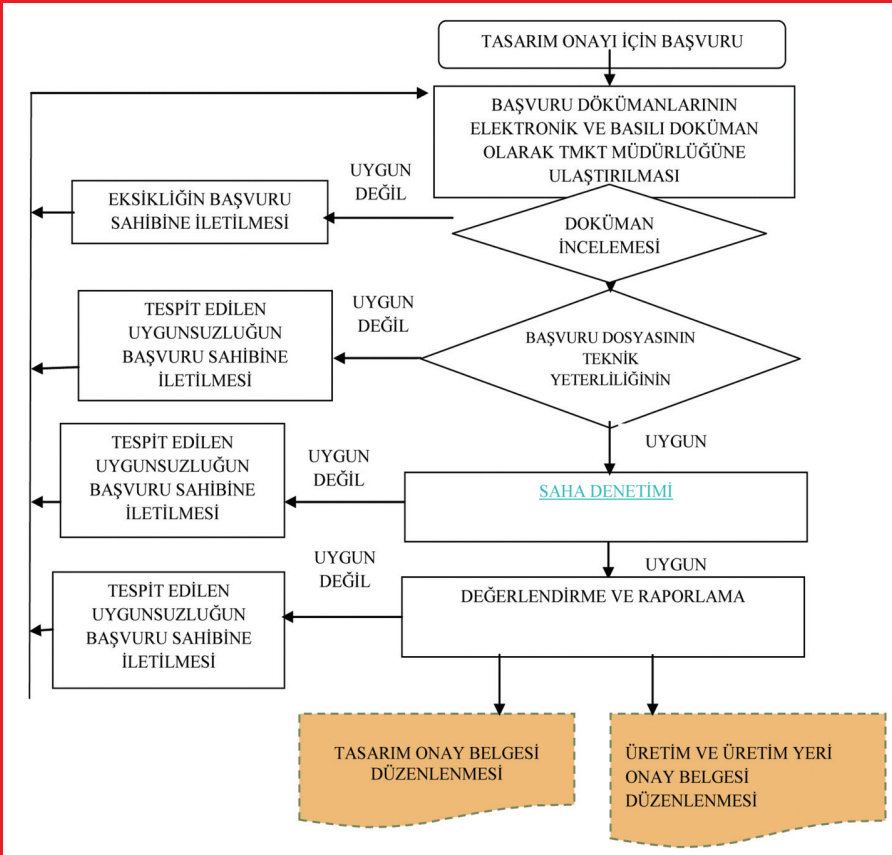 TASARIM ONAYI İÇİN BAŞVURU
BAŞVURU DÖKÜMANLARININ
ELEKTRONİK VE BASILI DOKÜMAN
OLARAK TMKT MÜDÜRLÜĞÜNE
ULAŞTIRILMASI
UYGUN
DEĞİL
EKSİKLİĞİN BAŞVURU
SAHİBİNE İLETİLMESİ
DOKÜMAN
İNCELEMESİ
TESPİT EDİLEN
UYGUNSUZLUĞUN
BAŞVURU SAHİBİNE
İLETİLMESİ
UYGUN
DEĞİL
BAŞVURU DOSYASININ
TEKNİK
YETERLİLİĞİNİN
UYGUN
TESPİT EDİLEN
UYGUNSUZLUĞUN
BAŞVURU SAHİBİNE
İLETİLMESİ
UYGUN
DEĞİL
SAHA DENETİMİ
UYGUN
UYGUN
DEĞİL
TESPİT EDİLEN
UYGUNSUZLUĞUN
BAŞVURU SAHİBİNE
İLETİLMESİ
DEĞERLENDİRME VE RAPORLAMA
TASARIM ONAY BELGESİ
DÜZENLENMESİ
ÜRETİM VE ÜRETİM YERİ
ONAY BELGESİ
DÜZENLENMESİ